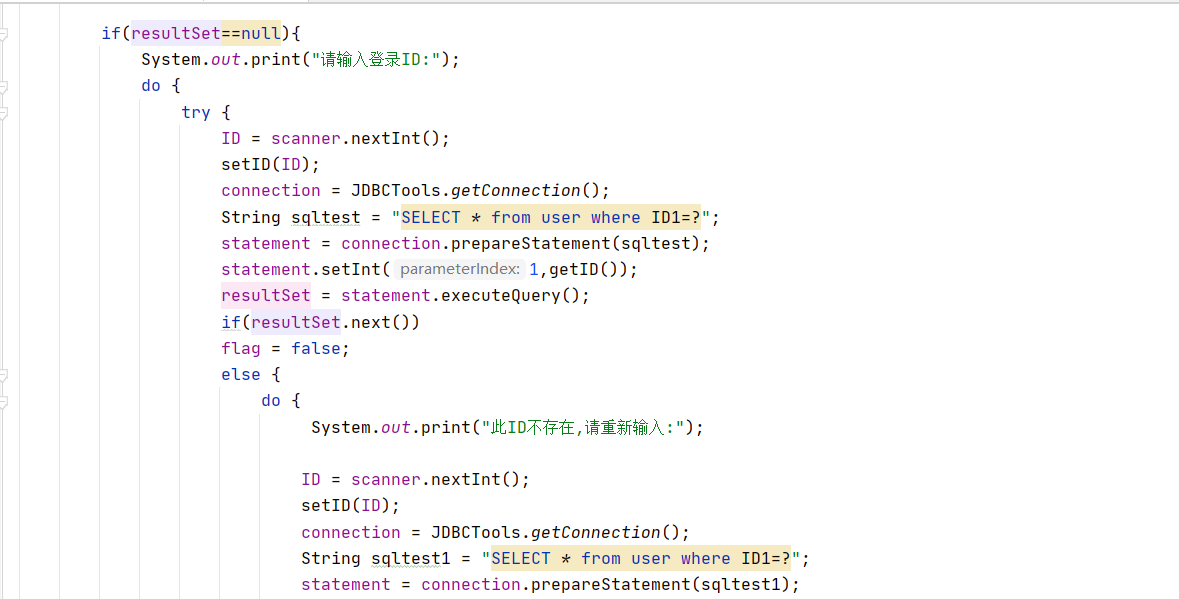 if(resultSet==null){
System.out.print("请输入登录ID:");
do {
try {
ID = scanner.nextInt();
setID(ID);
connection = JDBCTools.getConnection();
String sqltest = "SELECT * from user where ID1=?";
statement = connection.prepareStatement(sqltest);
statement.setInt( parameterIndex: 1,getID());
resultSet = statement.executeQuery();
if(resultSet.next())
flag = false;
else {
do {
System.out.print("此ID不存在,请重新输入:");
ID = scanner.nextInt();
setID(ID);
connection = JDBCTools.getConnection();
String sqltest1 = "SELECT * from user where ID1=?";
statement = connection.prepareStatement(sqltest1);